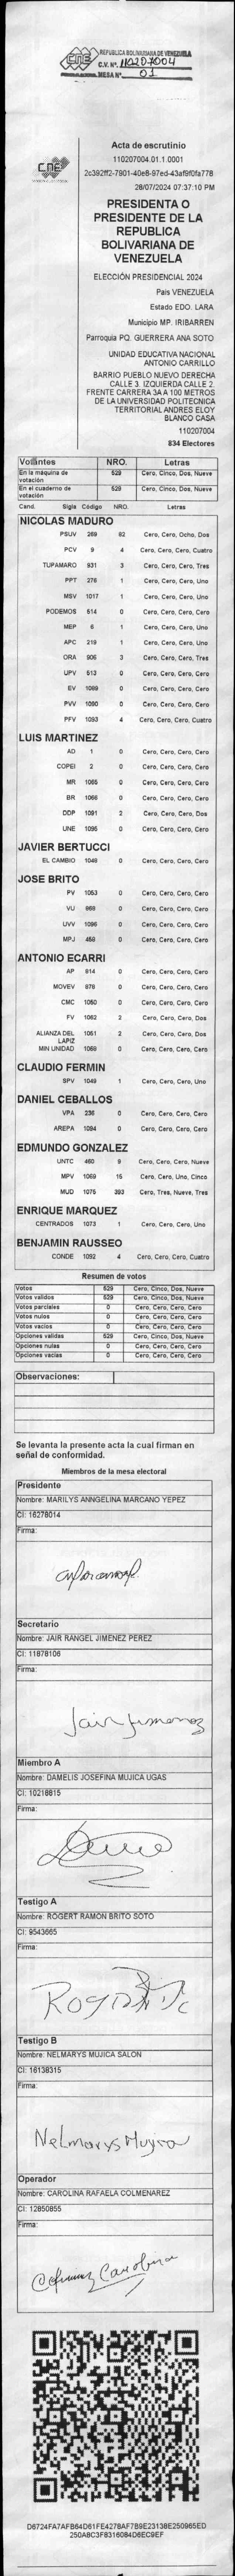 CNE
REPUBLICA BOLIVARIANA DE VENEZUELA
C.V. Nº. 110207004
MESA Nº. 01
CNE
Acta de escrutinio
110207004.01.1.0001
2c392ff2-7901-40e8-97ed-43af8f0fa778
28/07/2024 07:37:10 PM
PRESIDENTA O
PRESIDENTE DE LA
REPUBLICA
BOLIVARIANA DE
VENEZUELA
ELECCIÓN PRESIDENCIAL 2024
Pais VENEZUELA
Estado EDO. LARA
Municipio MP. IRIBARREN
Parroquia PQ. GUERRERA ANA SOTO
UNIDAD EDUCATIVA NACIONAL
ANTONIO CARRILLO
BARRIO PUEBLO NUEVO DERECHA
CALLE 3. IZQUIERDA CALLE 2.
FRENTE CARRERA 3A A 100 METROS
DE LA UNIVERSIDAD POLITECNICA
TERRITORIAL ANDRES ELOY
BLANCO CASA
110207004
834 Electores
Votantes NRO. Letras
En la máquina de votación 529 Cero, Cinco, Dos, Nueve
En el cuaderno de votación 529 Cero, Cinco, Dos, Nueve
Cand. Sigla Código NRO. Letras
NICOLAS MADURO
PSUV 289 82 Cero, Cero, Ocho, Dos
PCV 9 4 Cero, Cero, Cero, Cuatro
TUPAMARO 931 3 Cero, Cero, Cero, Tres
PPT 276 1 Cero, Cero, Cero, Uno
MSV 1017 1 Cero, Cero, Cero, Uno
PODEMOS 514 0 Cero, Cero, Cero, Cero
MEP 6 1 Cero, Cero, Cero, Uno
APC 219 1 Cero, Cero, Cero, Uno
ORA 906 3 Cero, Cero, Cero, Tres
UPV 513 0 Cero, Cero, Cero, Cero
EV 1089 0 Cero, Cero, Cero, Cero
PVV 1090 0 Cero, Cero, Cero, Cero
PFV 1093 4 Cero, Cero, Cero, Cuatro
LUIS MARTINEZ
AD 1 0 Cero, Cero, Cero, Cero
COPEI 2 0 Cero, Cero, Cero, Cero
MR 1065 0 Cero, Cero, Cero, Cero
BR 1066 0 Cero, Cero, Cero, Cero
DDP 1091 2 Cero, Cero, Cero, Dos
UNE 1095 0 Cero, Cero, Cero, Cero
JAVIER BERTUCCI
EL CAMBIO 1048 0 Cero, Cero, Cero, Cero
JOSE BRITO
PV 1053 0 Cero, Cero, Cero, Cero
VU 968 0 Cero, Cero, Cero, Cero
UVV 1096 0 Cero, Cero, Cero, Cero
MPJ 459 0 Cero, Cero, Cero, Cero
ANTONIO ECARRI
AP 914 0 Cero, Cero, Cero, Cero
MOVEV 978 0 Cero, Cero, Cero, Cero
CMC 1050 0 Cero, Cero, Cero, Cero
FV 1062 2 Cero, Cero, Cero, Dos
ALIANZA DEL LAPIZ 1051 2 Cero, Cero, Cero, Dos
MIN UNIDAD 1068 0 Cero, Cero, Cero, Cero
CLAUDIO FERMIN
SPV 1049 1 Cero, Cero, Cero, Uno
DANIEL CEBALLOS
VPA 236 0 Cero, Cero, Cero, Cero
AREPA 1094 0 Cero, Cero, Cero, Cero
EDMUNDO GONZALEZ
UNTC 460 9 Cero, Cero, Cero, Nueve
MPV 1069 15 Cero, Cero, Uno, Cinco
MUD 1075 393 Cero, Tres, Nueve, Tres
ENRIQUE MARQUEZ
CENTRADOS 1073 1 Cero, Cero, Cero, Uno
BENJAMIN RAUSSEO
CONDE 1092 4 Cero, Cero, Cero, Cuatro
Resumen de votos
Votos 529 Cero, Cinco, Dos, Nueve
Votos validos 529 Cero, Cinco, Dos, Nueve
Votos parciales 0 Cero, Cero, Cero, Cero
Votos nulos 0 Cero, Cero, Cero, Cero
Votos vacios 0 Cero, Cero, Cero, Cero
Opciones validas 529 Cero, Cinco, Dos, Nueve
Opciones nulas 0 Cero, Cero, Cero, Cero
Opciones vacias 0 Cero, Cero, Cero, Cero
Observaciones:
Se levanta la presente acta la cual firman en
señal de conformidad.
Miembros de la mesa electoral
Presidente
Nombre: MARILYS ANNGELINA MARCANO YEPEZ
CI: 16278014
Firma:
Secretario
Nombre: JAIR RANGEL JIMENEZ PEREZ
CI: 11878106
Firma:
Jair Jimenez
Miembro A
Nombre: DAMELIS JOSEFINA MUJICA UGAS
CI: 10218815
Firma:
Testigo A
Nombre: ROGERT RAMON BRITO SOTO
CI: 9543665
Firma:
Testigo B
Nombre: NELMARYS MUJICA SALON
CI: 16138315
Firma:
Nelmarys Mujica
Operador
Nombre: CAROLINA RAFAELA COLMENAREZ
CI: 12850855
Firma:
Carolina
D6724FA7AFB64D61FE4278AF7B9E23138E250965ED
250A8C3F8316084D6EC9EF